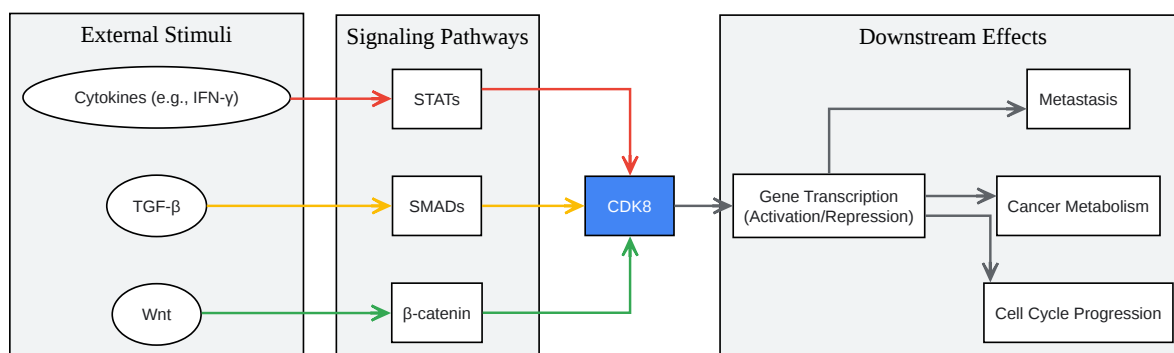 External Stimuli
Signaling Pathways
Downstream Effects
Cytokines (e.g., IFN-γ)
STATs
Metastasis
TGF-β
SMADs
CDK8
Gene Transcription
(Activation/Repression)
Cancer Metabolism
Wnt
β-catenin
Cell Cycle Progression